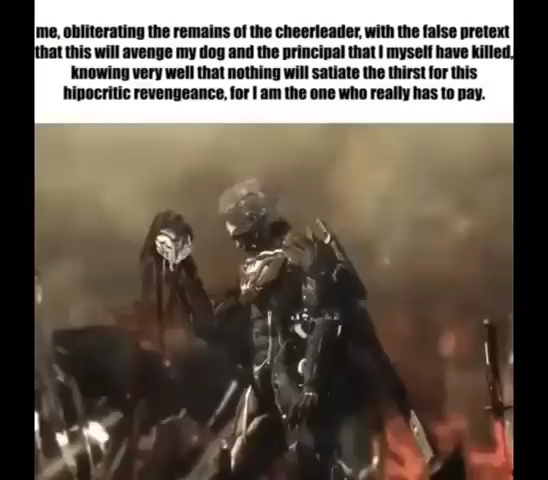 me, obliterating the remains of the cheerleader, with the false pretext
that this will avenge my dog and the principal that I myself have killed,
knowing very well that nothing will satiate the thirst for this
hipocritic revengeance, for I am the one who really has to pay.